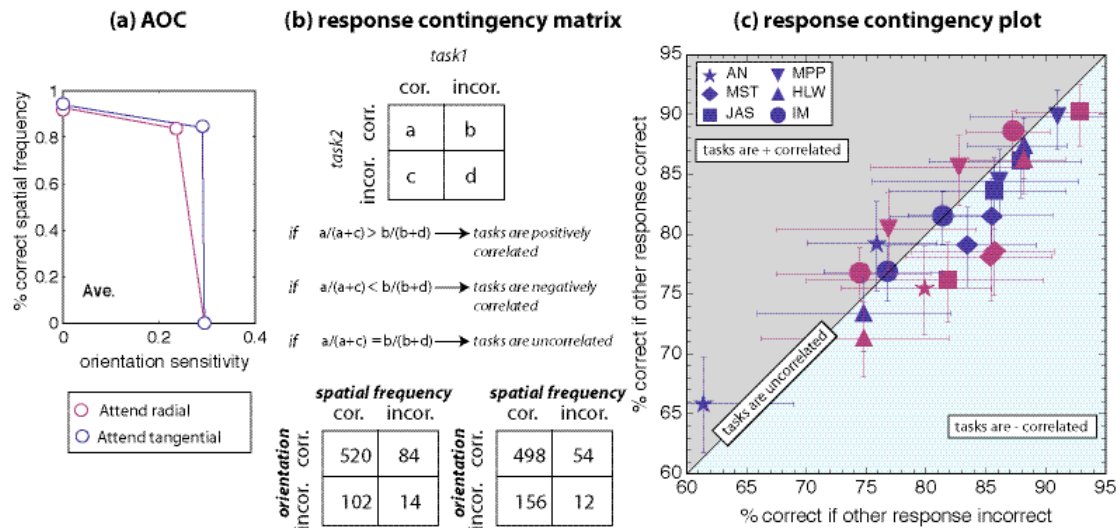 (a) AOC
% correct spatial frequency
1
0.8
0.6
0.4
0.2
0
Ave.
0
0.2
0.4
orientation sensitivity
Attend radial
Attend tangential
(b) response contingency matrix
task1
cor. incor.
task2
corr.
incor.
a b
c d
if a/(a+c) > b/(b+d) tasks are positively
correlated
if a/(a+c) < b/(b+d) tasks are negatively
correlated
if a/(a+c) = b/(b+d) tasks are uncorrelated
spatial frequency
cor. incor.
orientation
corr.
incor.
520 84
102 14
spatial frequency
cor. incor.
orientation
corr.
incor.
498 54
156 12
(c) response contingency plot
% correct if other response correct
95
90
85
80
75
70
65
60
AN MPP
MST HLW
JAS IM
tasks are + correlated
tasks are uncorrelated
tasks are - correlated
60 65 70 75 80 85 90 95
% correct if other response incorrect